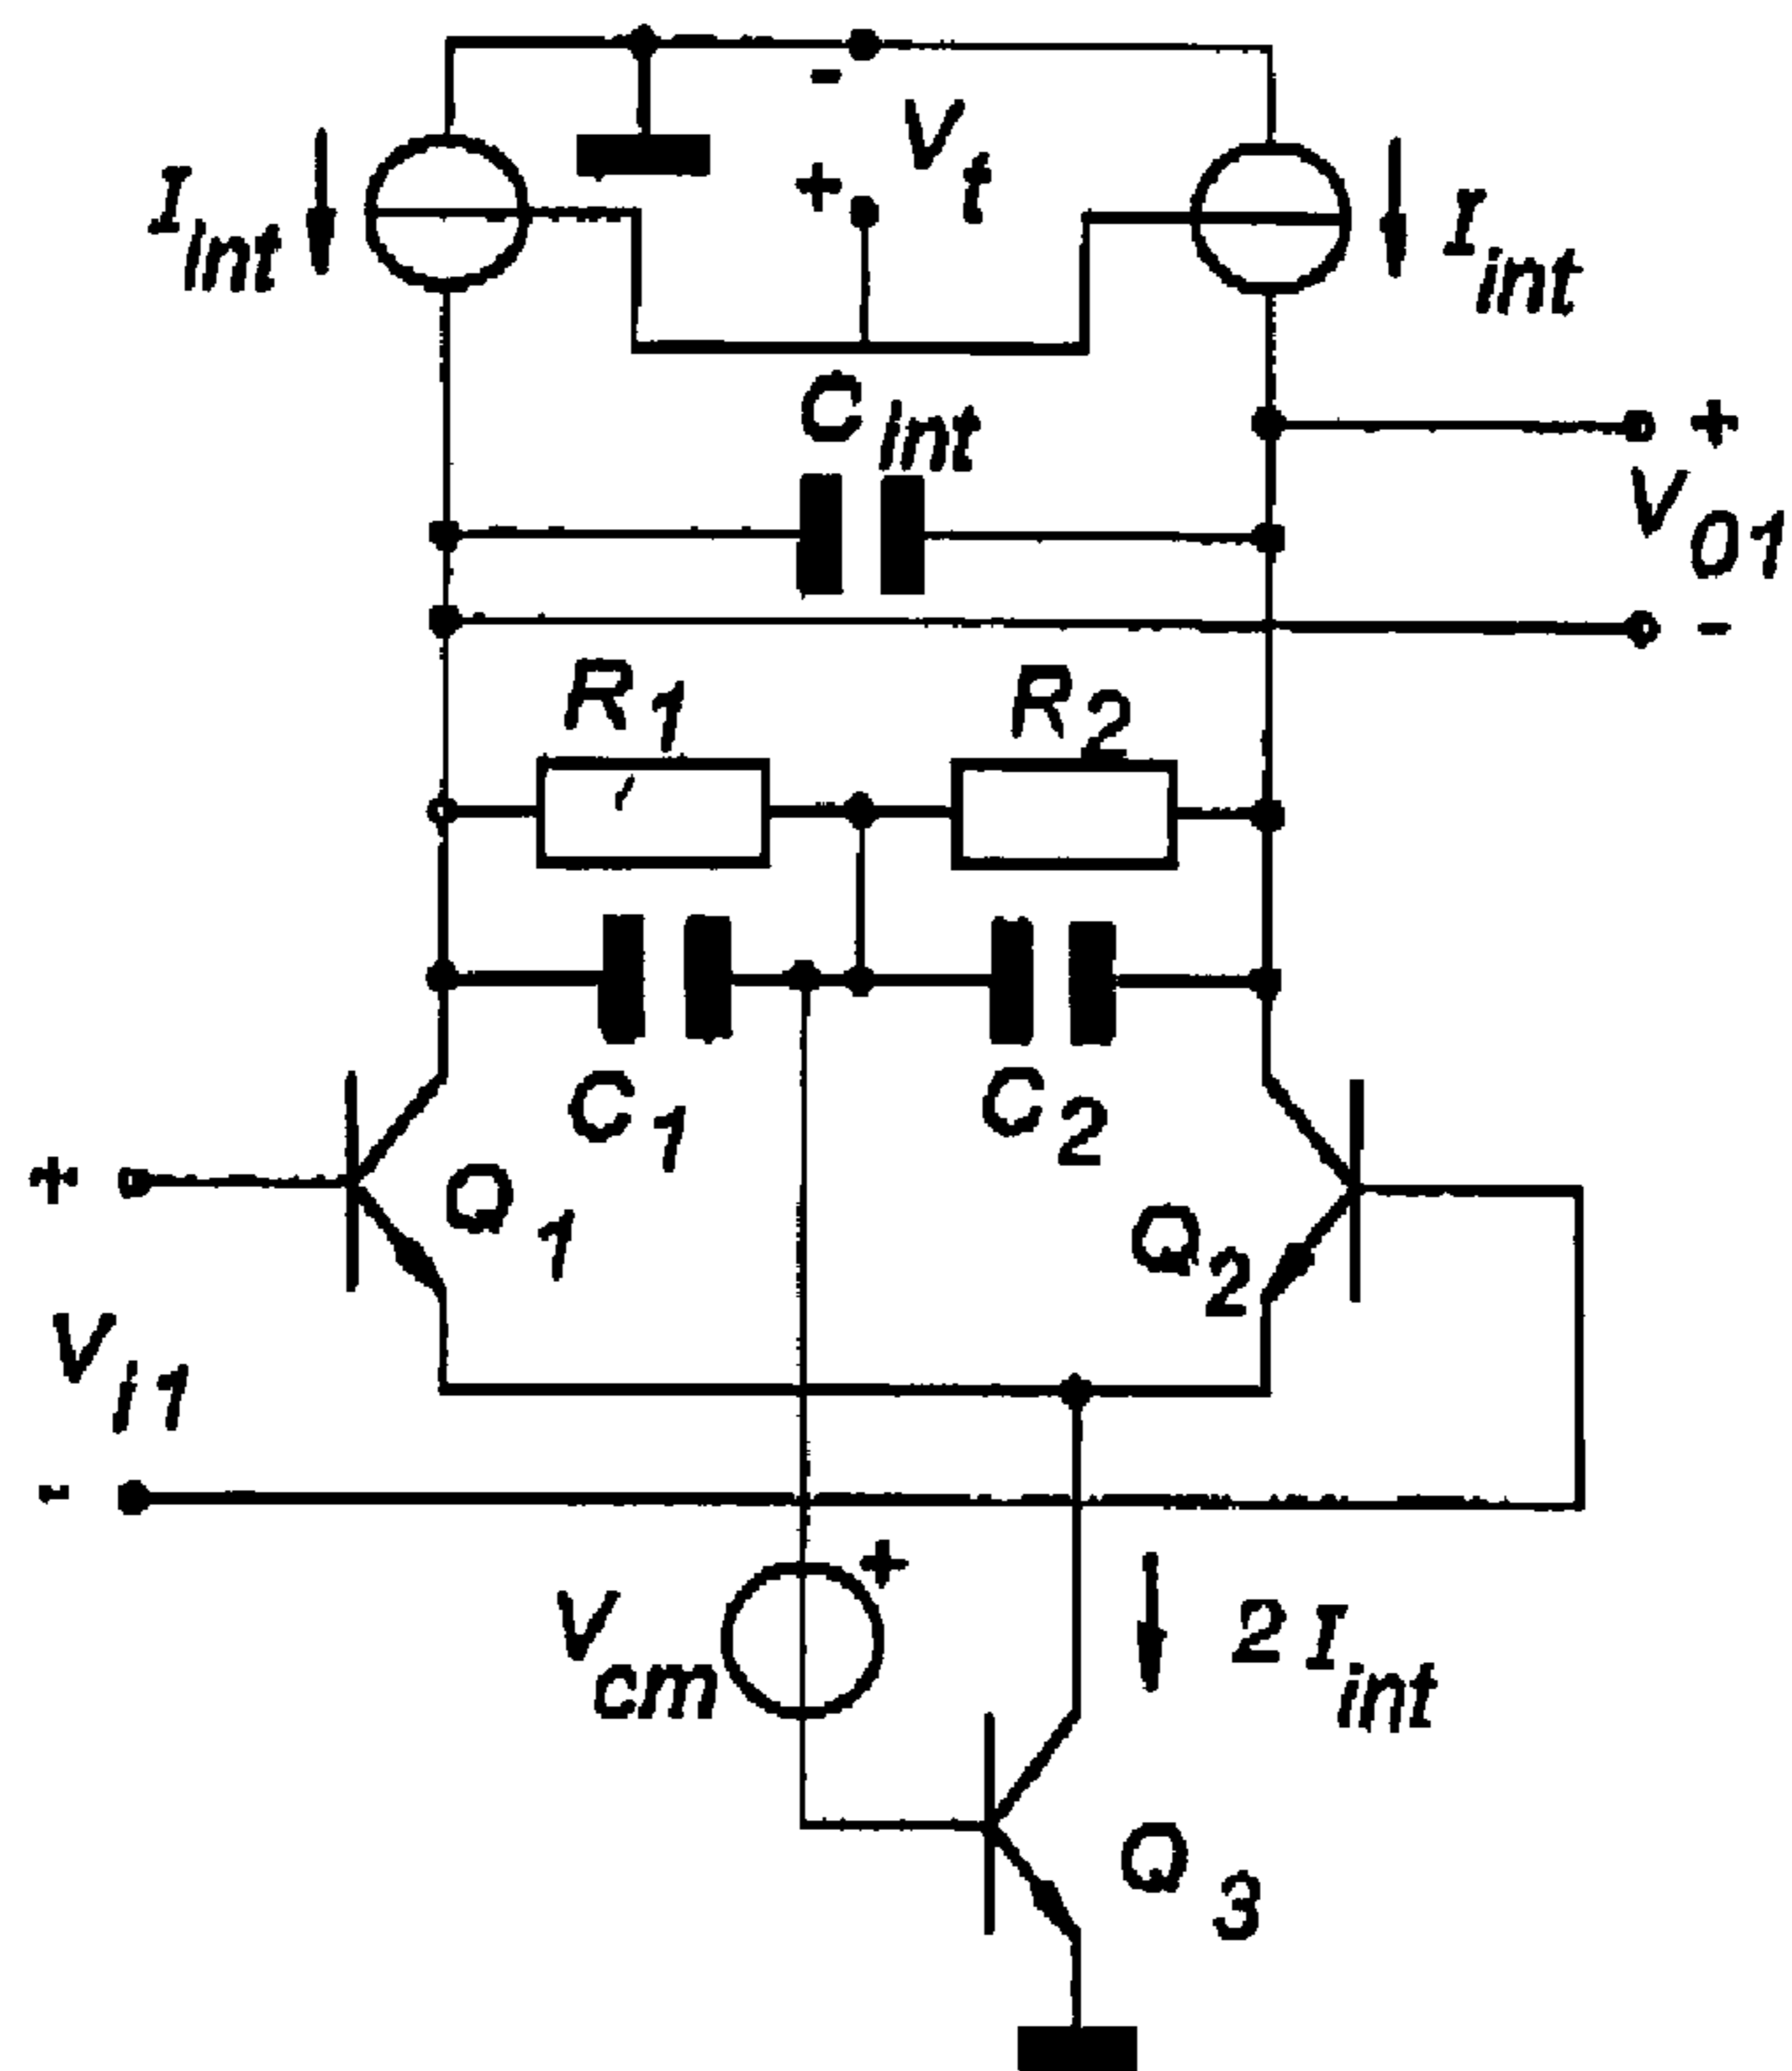 -
V_t
+
I_int
I_int
C_int
+
V_01
-
R_1
R_2
C_1
C_2
+
Q_1
Q_2
V_i1
-
+
V_cm
2 I_int
Q_3